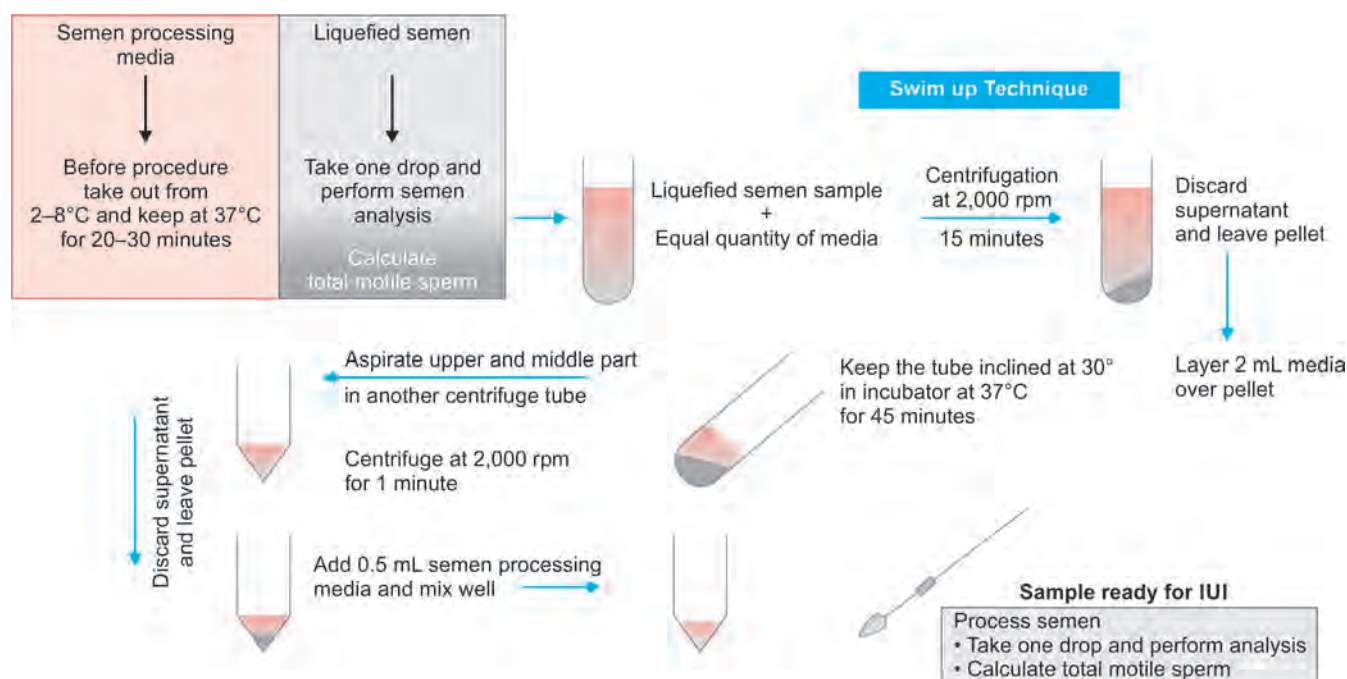 Semen processing
media
Before procedure
take out from
2–8°C and keep at 37°C
for 20–30 minutes
Liquefied semen
Take one drop and
perform semen
analysis
Calculate
total motile sperm
Swim up Technique
Liquefied semen sample
+
Equal quantity of media
Centrifugation
at 2,000 rpm
15 minutes
Discard
supernatant
and leave pellet
Layer 2 mL media
over pellet
Keep the tube inclined at 30°
in incubator at 37°C
for 45 minutes
Aspirate upper and middle part
in another centrifuge tube
Centrifuge at 2,000 rpm
for 1 minute
Discard supernatant
and leave pellet
Add 0.5 mL semen processing
media and mix well
Sample ready for IUI
Process semen
• Take one drop and perform analysis
• Calculate total motile sperm